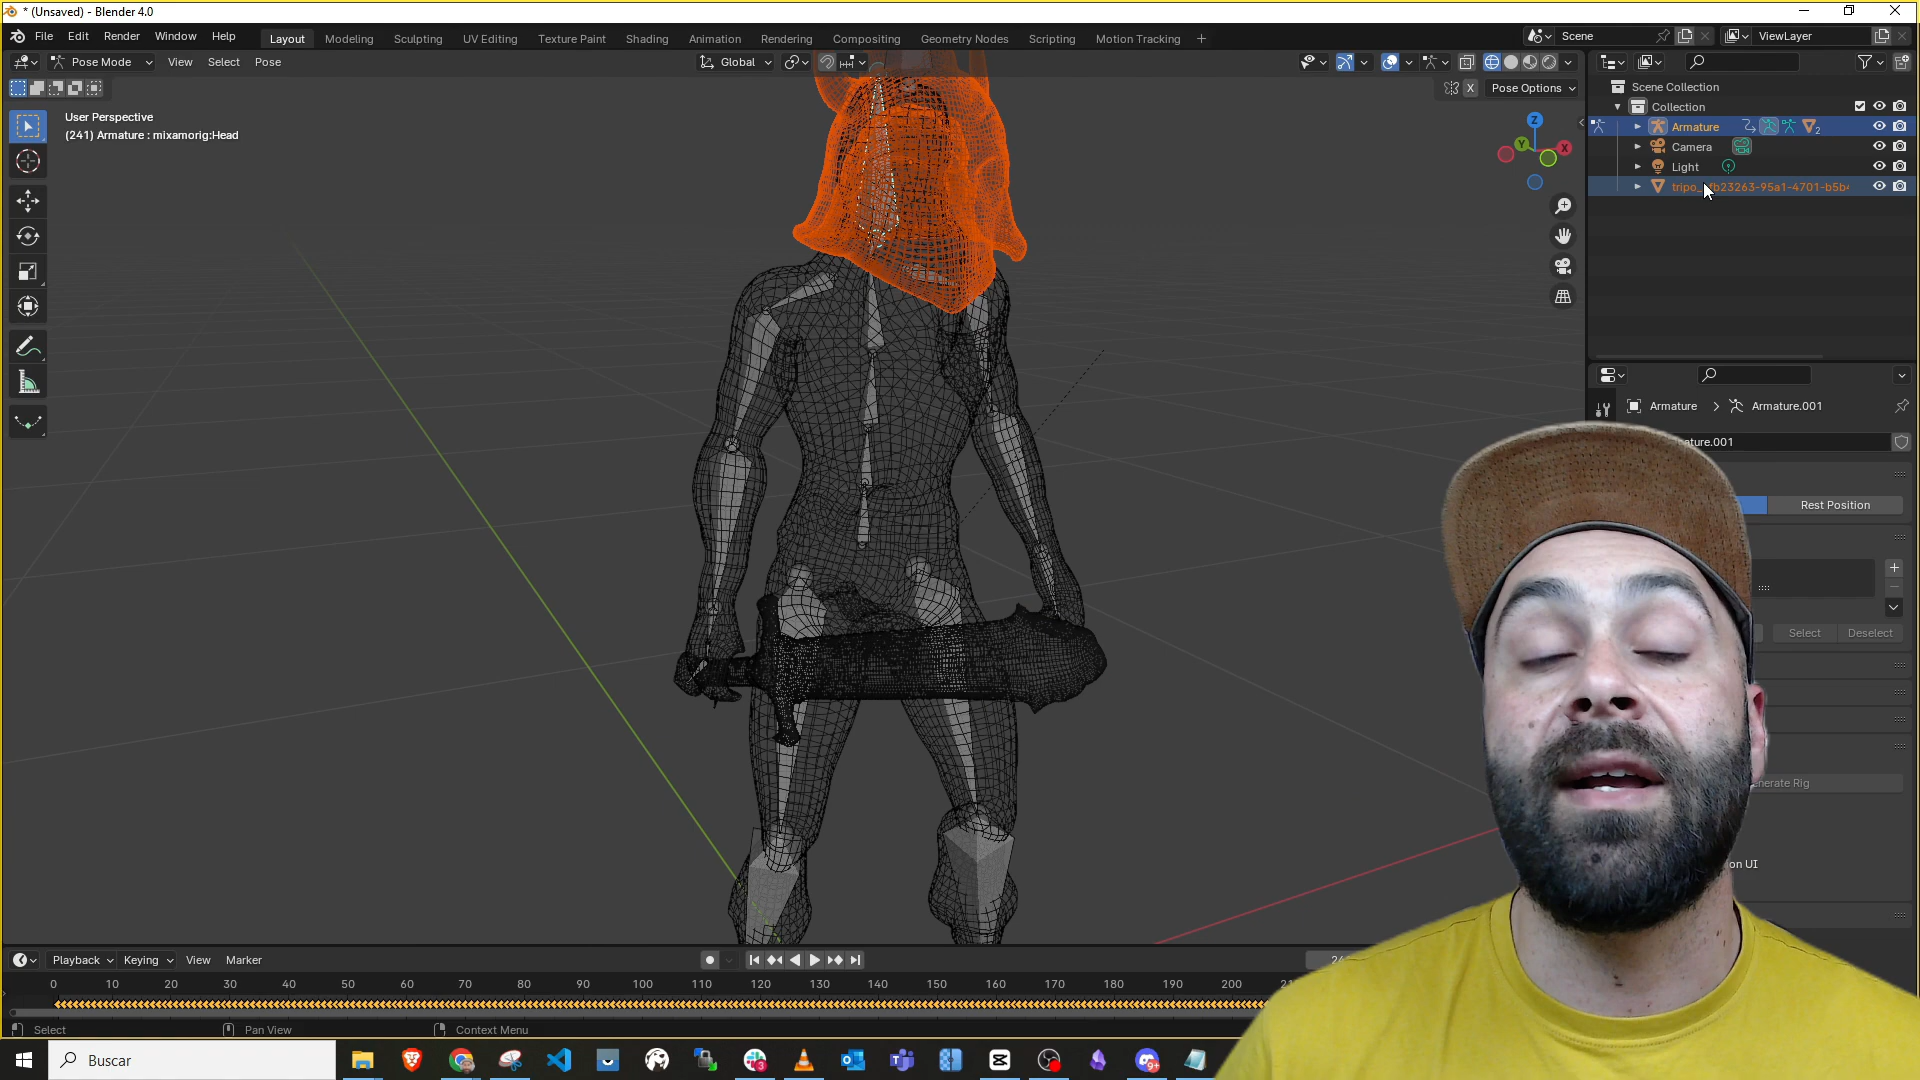 * (Unsaved) - Blender 4.0
File Edit Render Window Help
Layout Modeling Sculpting UV Editing Texture Paint Shading Animation Rendering Compositing Geometry Nodes Scripting Motion Tracking +
Scene
ViewLayer
Pose Mode View Select Pose
Global
X Pose Options
User Perspective
(241) Armature : mixamorig:Head
Z
Y
X
Scene Collection
Collection
Armature 2
Camera
Light
Armature > Armature.001
Rest Position
Select Deselect
on UI
Playback Keying View Marker
0 10 20 30 40 50 60 70 80 90 100 110 120 130 140 150 160 170 180 190 200
Select Pan View Context Menu
Buscar